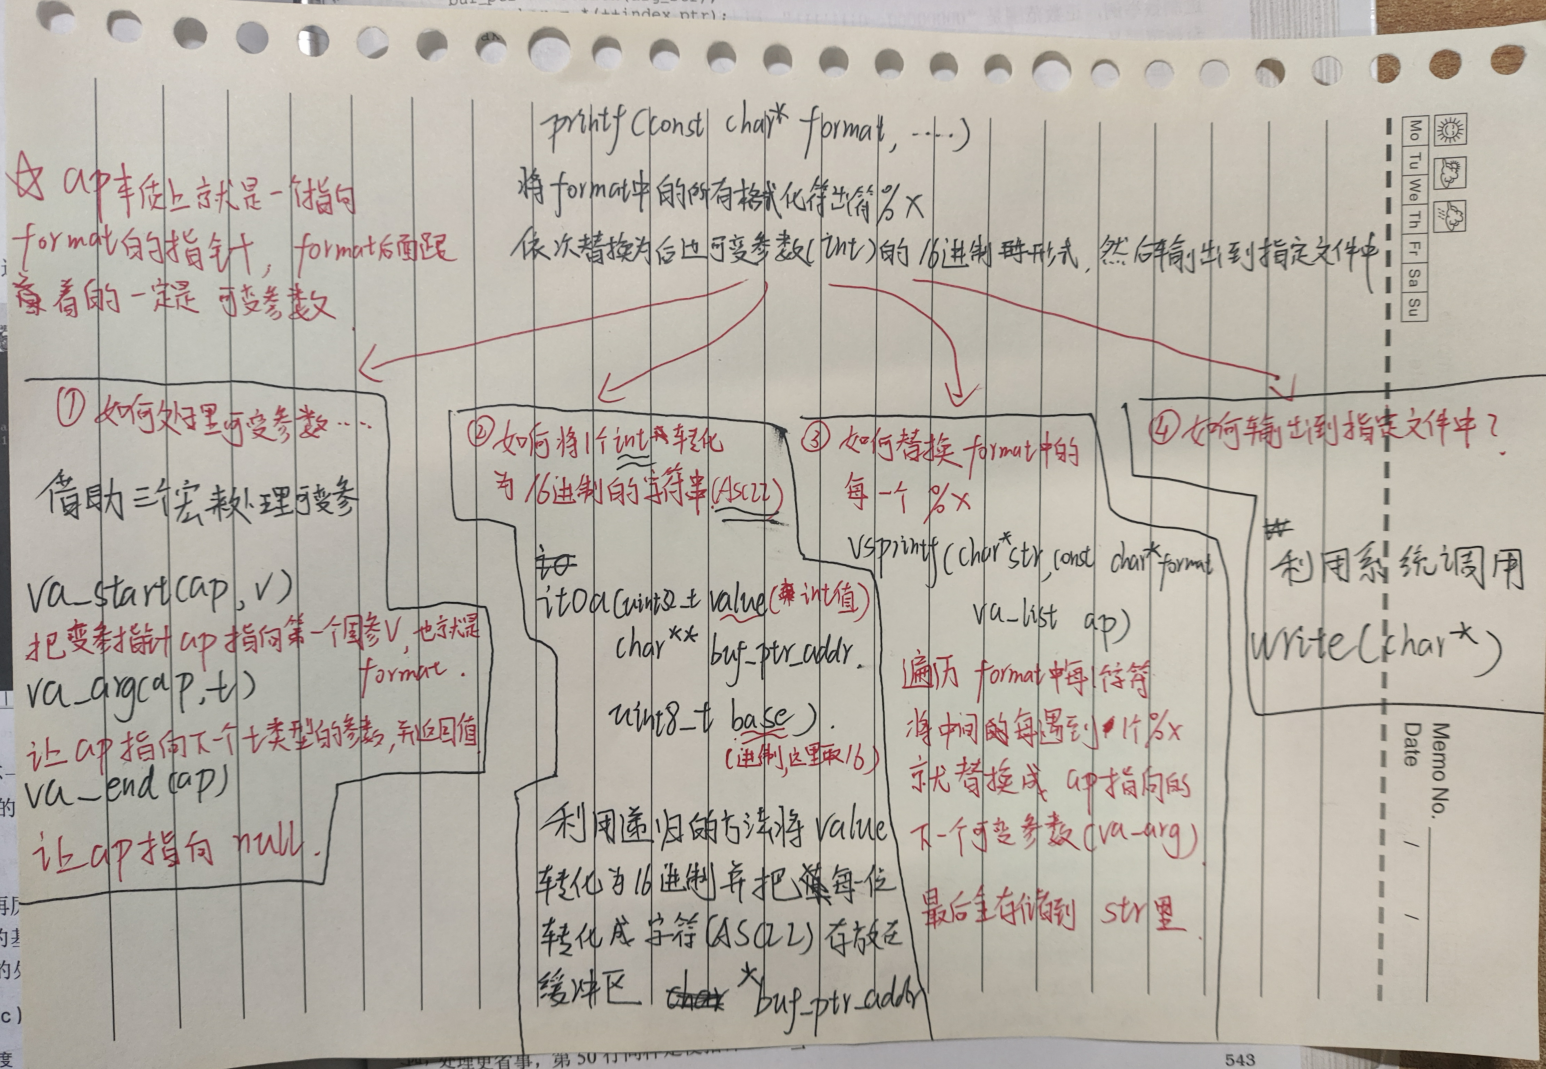 *(++index_ptr);
printf(const char* format, ·····)
将format中的所有格式化符出符%x
依次替换为后边可变参数(int)的16进制形式, 然后输出到指定文件中
☆ ap本质上就是一个指向
format的指针, format后面跟
着的一定是 可变参数
① 如何处理可变参数····
借助三个宏来处理可变参
va_start(ap, v)
把变参指针ap指向第一个固参V, 也就是
format.
va_arg(ap, t)
让ap指向下一个t类型的参数, 并返回值
va_end(ap)
让ap指向null.
② 如何将1个int 转化
为16进制的字符串(ASCII)
itoa(uint32_t value(int值)
char** buf_ptr_addr.
uint8_t base).
(进制,这里取16)
利用递归的方法将value
转化为16进制并把每一位
转化成字符(ASCII)存放在
缓冲区 *buf_ptr_addr
③ 如何替换format中的
每一个 %x
vsprintf(char*str, const char*format
va_list ap)
遍历 format中每1个字符
将中间的每遇到1个%x
就替换成 ap指向的
下一个可变参数(va_arg)
最后全存储到 str里
④ 如何输出到指定文件中?
利用系统调用
write(char*)
Mo Tu We Th Fr Sa Su
Memo No.
Date / /
处理更省事，第 50 行同样是
543